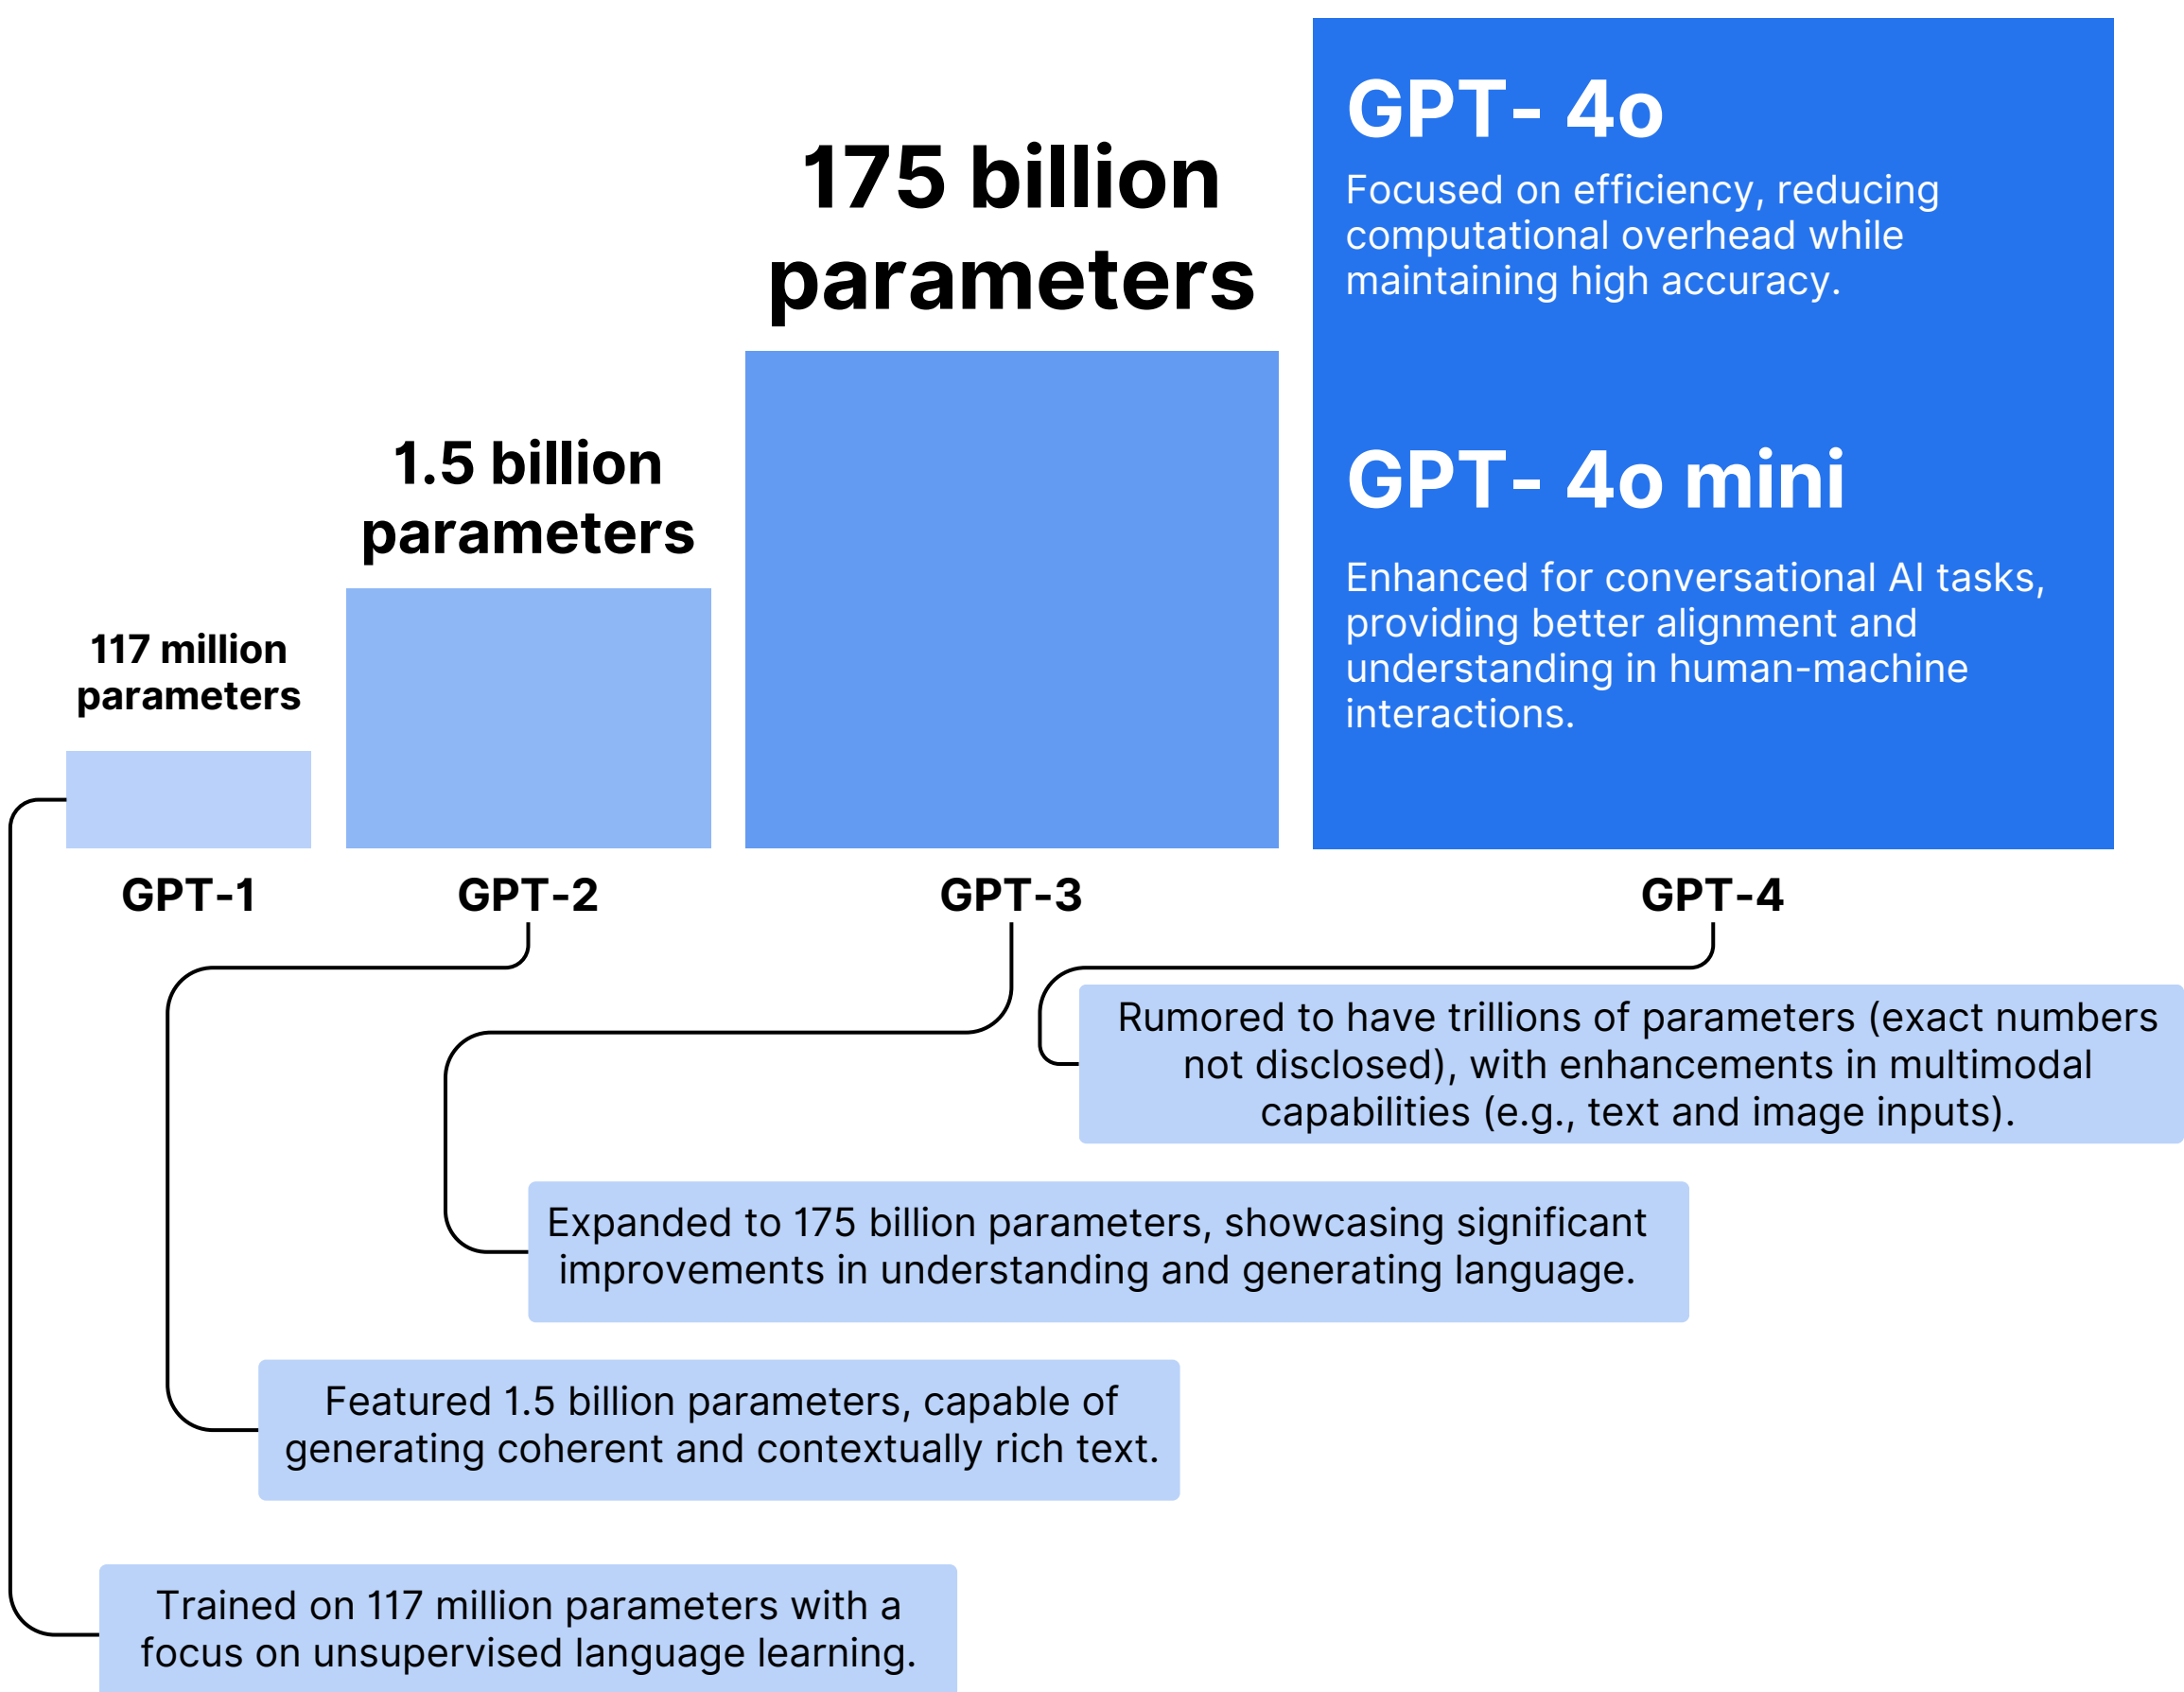 GPT- 4o
Focused on efficiency, reducing
computational overhead while
maintaining high accuracy.
175 billion
parameters
GPT- 4o mini
Enhanced for conversational AI tasks,
providing better alignment and
understanding in human-machine
interactions.
1.5 billion
parameters
117 million
parameters
GPT-1
GPT-2
GPT-3
GPT-4
Rumored to have trillions of parameters (exact numbers
not disclosed), with enhancements in multimodal
capabilities (e.g., text and image inputs).
Expanded to 175 billion parameters, showcasing significant
improvements in understanding and generating language.
Featured 1.5 billion parameters, capable of
generating coherent and contextually rich text.
Trained on 117 million parameters with a
focus on unsupervised language learning.